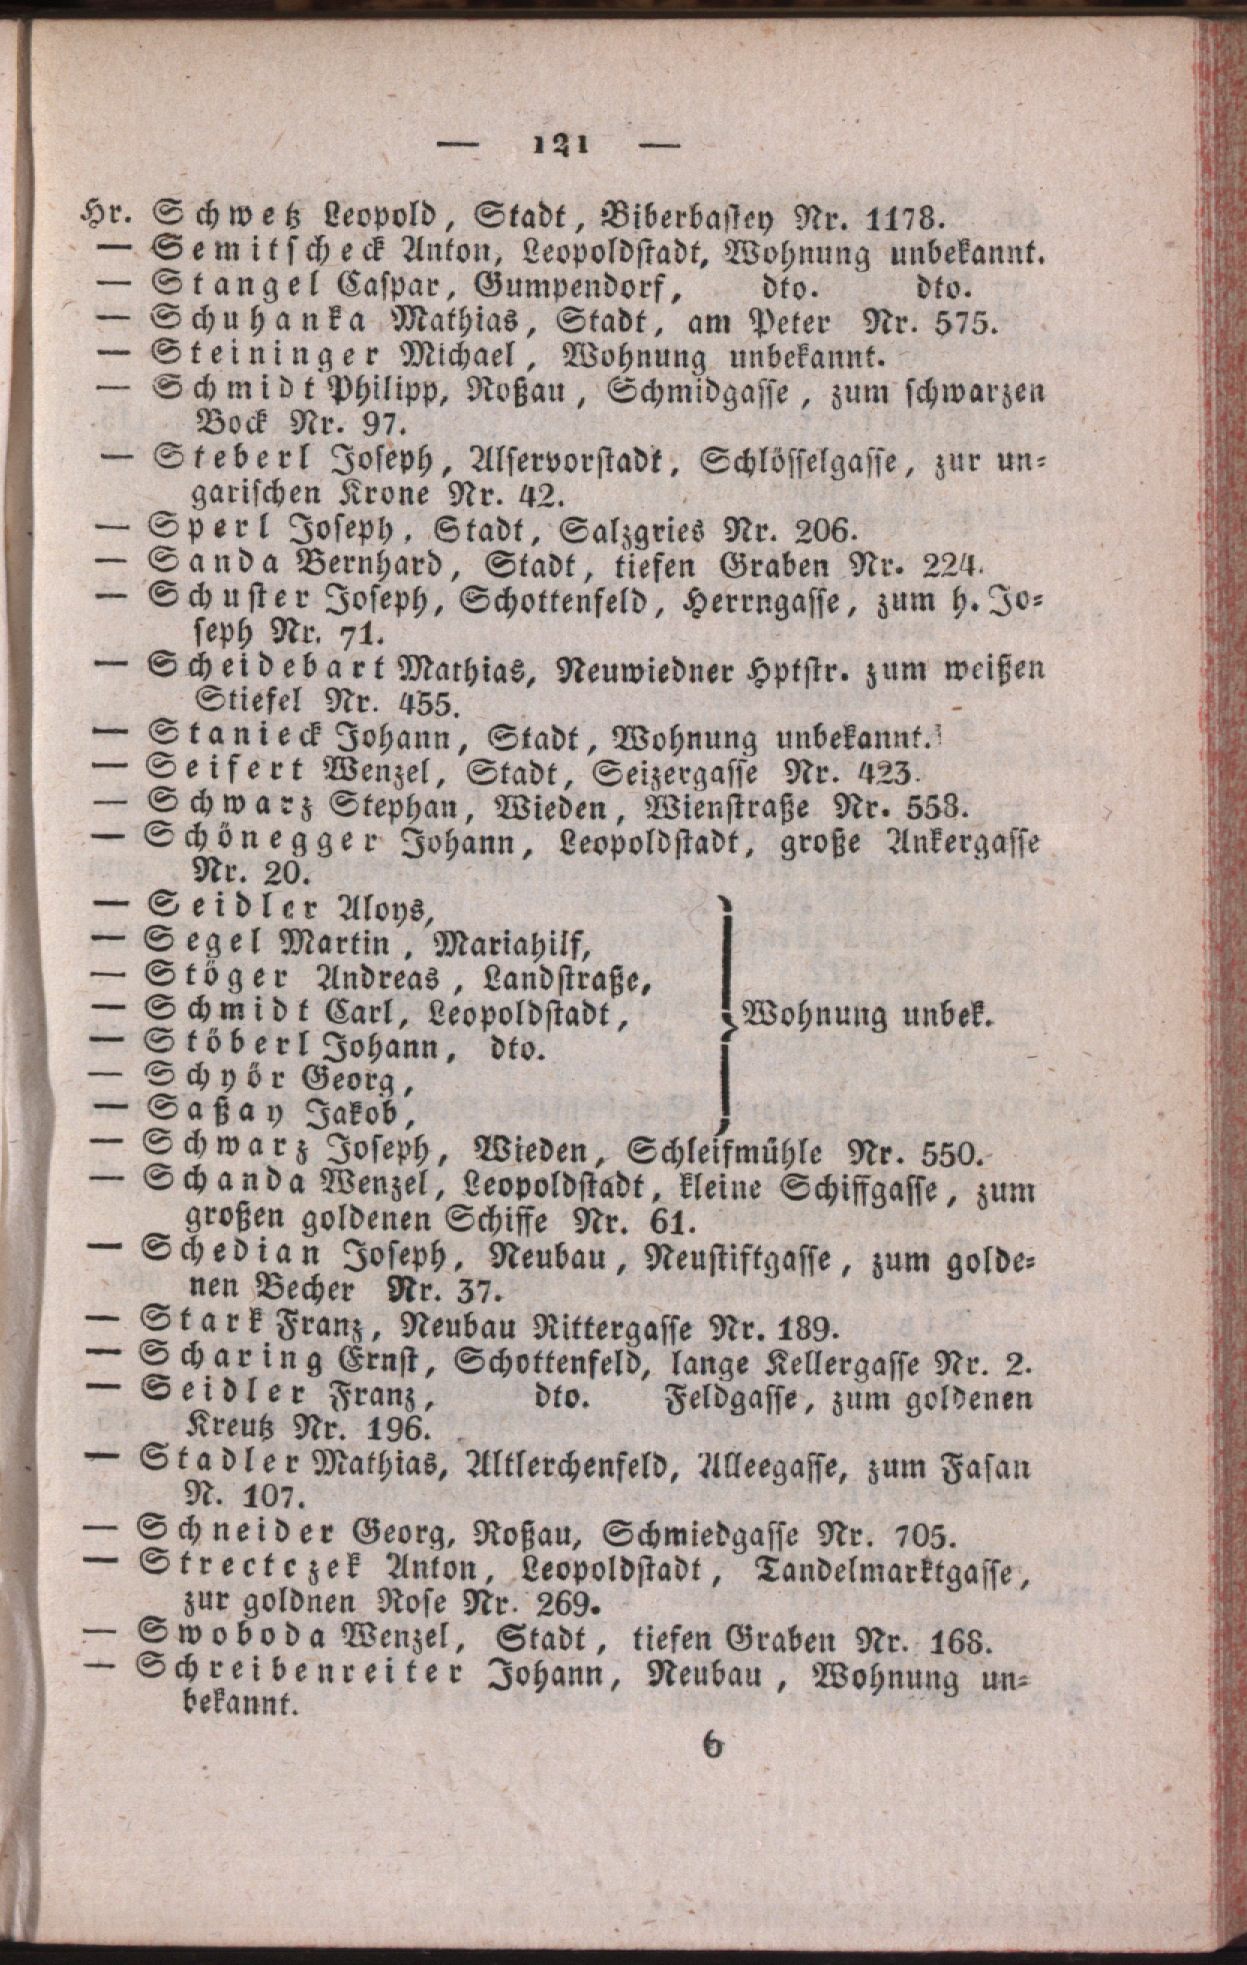 — 121 —
Hr. Schwetz Leopold, Stadt, Biberbastey Nr. 1178.
— Semitscheck Anton, Leopoldstadt, Wohnung unbekannt.
— Stangel Caspar, Gumpendorf, dto. dto.
— Schuhanka Mathias, Stadt, am Peter Nr. 575.
— Steininger Michael, Wohnung unbekannt.
— Schmidt Philipp, Roßau, Schmidgasse, zum schwarzen
Bock Nr. 97.
— Steberl Joseph, Alservorstadt, Schlösselgasse, zur un-
garischen Krone Nr. 42.
— Sperl Joseph, Stadt, Salzgries Nr. 206.
— Sanda Bernhard, Stadt, tiefen Graben Nr. 224.
— Schuster Joseph, Schottenfeld, Herrngasse, zum h. Jo-
seph Nr. 71.
— Scheidebart Mathias, Neuwiedner Hptstr. zum weißen
Stiefel Nr. 455.
— Stanieck Johann, Stadt, Wohnung unbekannt.
— Seifert Wenzel, Stadt, Seizergasse Nr. 423.
— Schwarz Stephan, Wieden, Wienstraße Nr. 558.
— Schönegger Johann, Leopoldstadt, große Ankergasse
Nr. 20.
— Seidler Aloys,
— Segel Martin, Mariahilf,
— Stöger Andreas, Landstraße,
— Schmidt Carl, Leopoldstadt, } Wohnung unbek.
— Stöberl Johann, dto.
— Schyör Georg,
— Saßay Jakob,
— Schwarz Joseph, Wieden, Schleifmühle Nr. 550.
— Schanda Wenzel, Leopoldstadt, kleine Schiffgasse, zum
großen goldenen Schiffe Nr. 61.
— Schedian Joseph, Neubau, Neustiftgasse, zum golde-
nen Becher Nr. 37.
— Stark Franz, Neubau Rittergasse Nr. 189.
— Scharing Ernst, Schottenfeld, lange Kellergasse Nr. 2.
— Seidler Franz, dto. Feldgasse, zum goldenen
Kreutz Nr. 196.
— Stadler Mathias, Altlerchenfeld, Alleegasse, zum Fasan
N. 107.
— Schneider Georg, Roßau, Schmiedgasse Nr. 705.
— Strectczek Anton, Leopoldstadt, Tandelmarktgasse,
zur goldnen Rose Nr. 269.
— Swoboda Wenzel, Stadt, tiefen Graben Nr. 168.
— Schreibenreiter Johann, Neubau, Wohnung un-
bekannt.
6